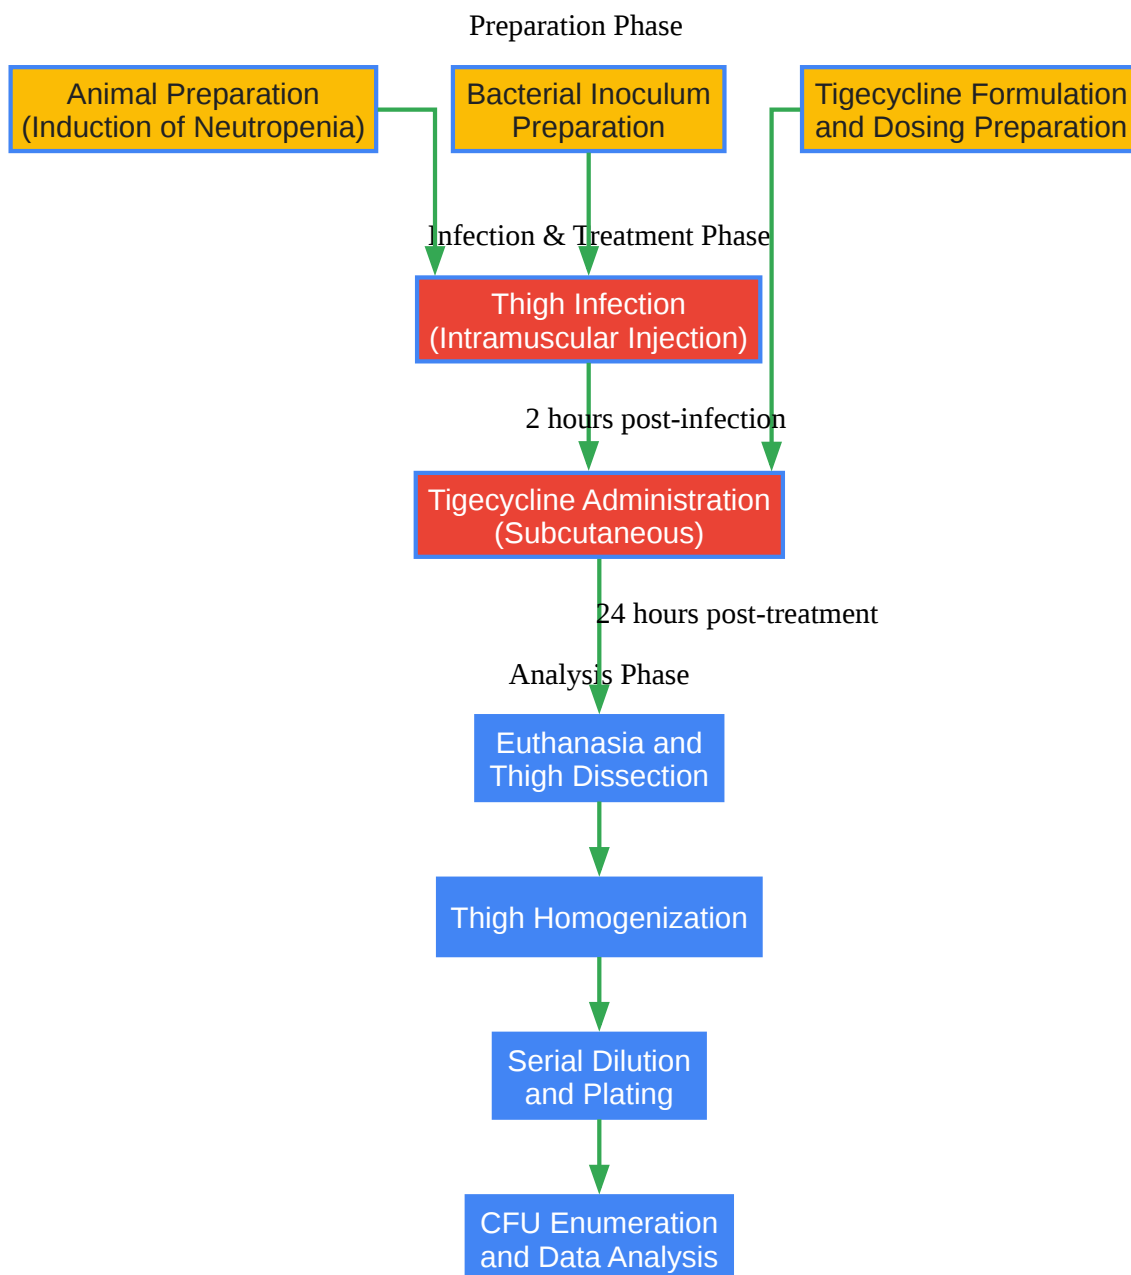 Preparation Phase
Animal Preparation
(Induction of Neutropenia)
Bacterial Inoculum
Preparation
Tigecycline Formulation
and Dosing Preparation
Infection & Treatment Phase
Thigh Infection
(Intramuscular Injection)
2 hours post-infection
Tigecycline Administration
(Subcutaneous)
24 hours post-treatment
Analysis Phase
Euthanasia and
Thigh Dissection
Thigh Homogenization
Serial Dilution
and Plating
CFU Enumeration
and Data Analysis